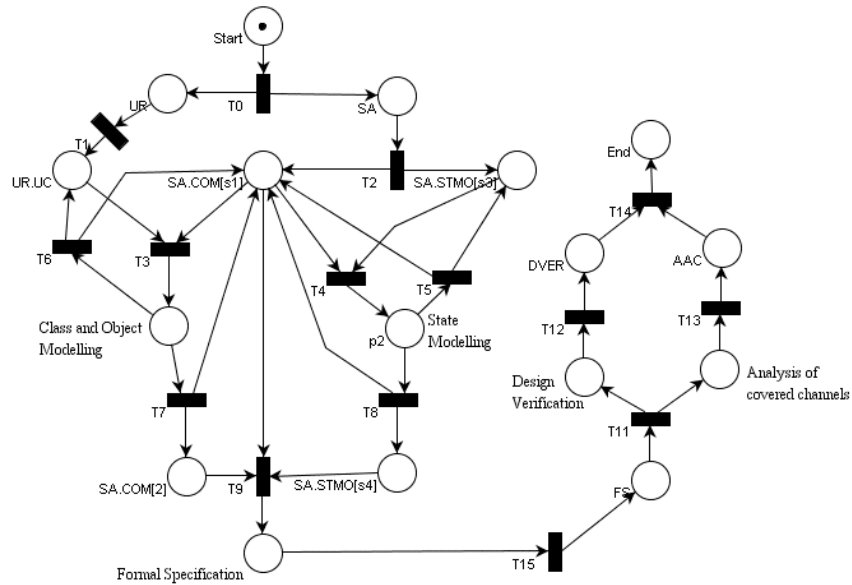 Start
UR
T0
SA
T1
End
UR.UC
SA.COM[s1]
T2
SA.STMO[s3]
T14
T6
T3
T4
T5
DVER
AAC
Class and Object
Modelling
p2
State
Modelling
T12
T13
Design
Verification
Analysis of
covered channels
T7
T8
T11
SA.COM[2]
T9
SA.STMO[s4]
FS
Formal Specification
T15